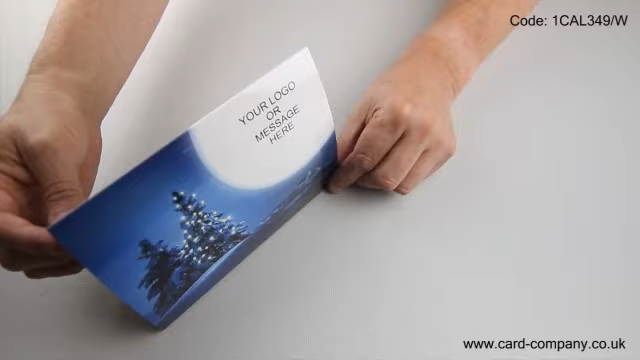 Code: 1CAL349/W
YOUR LOGO
OR
MESSAGE
HERE
www.card-company.co.uk